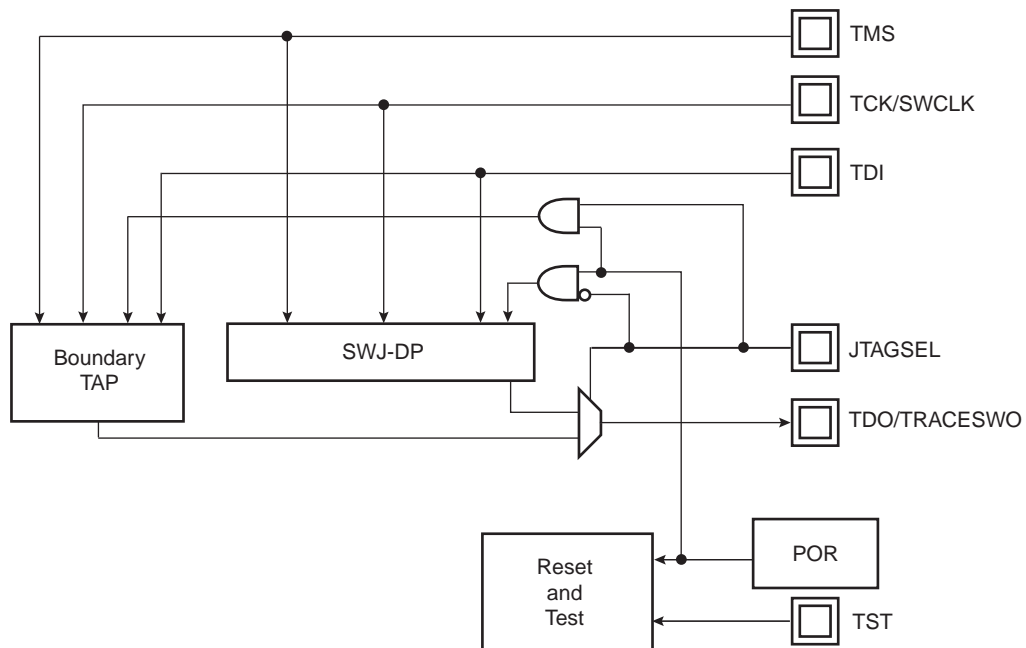 TMS
TCK/SWCLK
TDI
Boundary
TAP
SWJ-DP
JTAGSEL
TDO/TRACESWO
Reset
and
Test
POR
TST